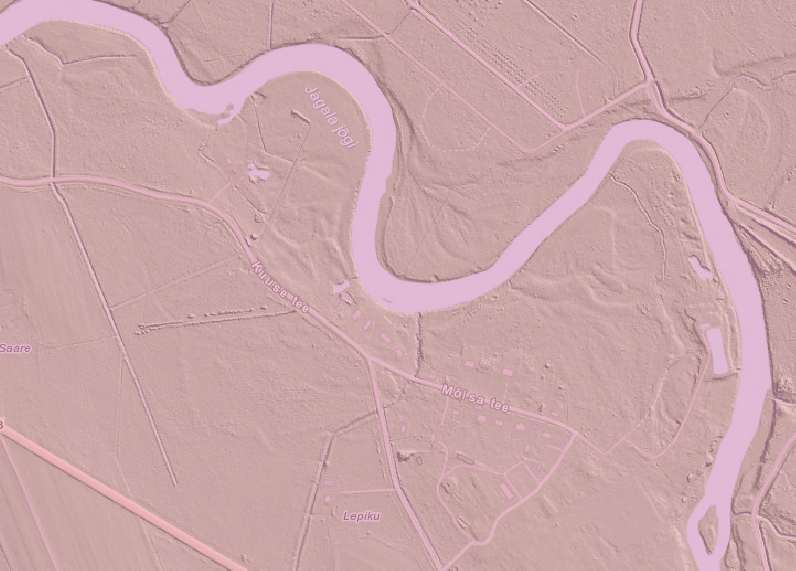 Jägala jõgi
Kuuse tee
Saare
Mõisa tee
Lepiku